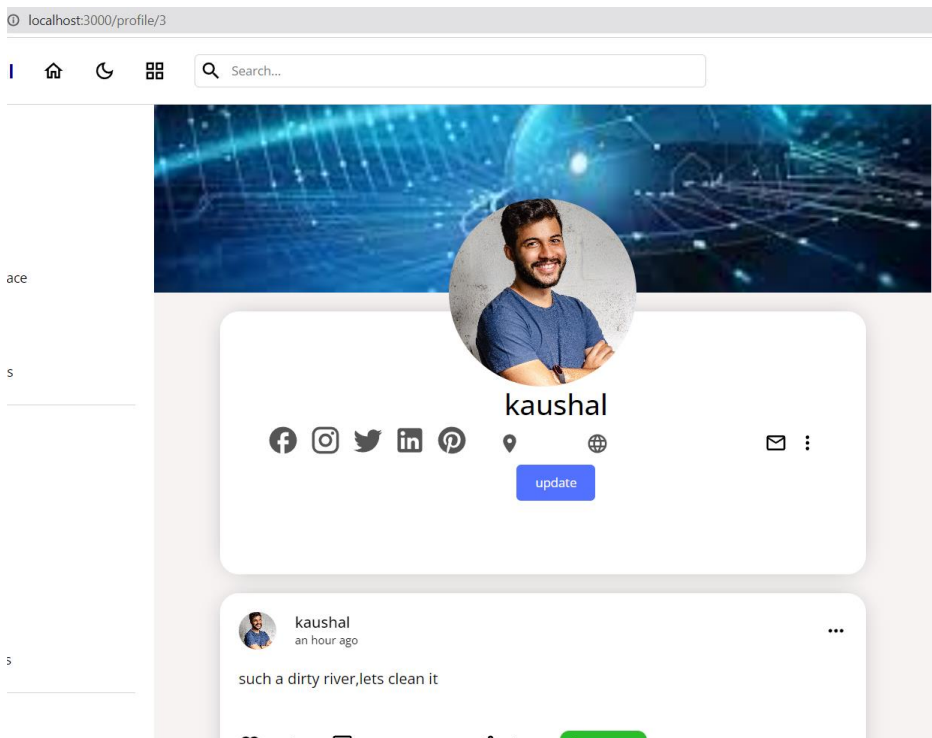 localhost:3000/profile/3
Search...
ace
s
kaushal
update
s
kaushal
an hour ago
such a dirty river,lets clean it